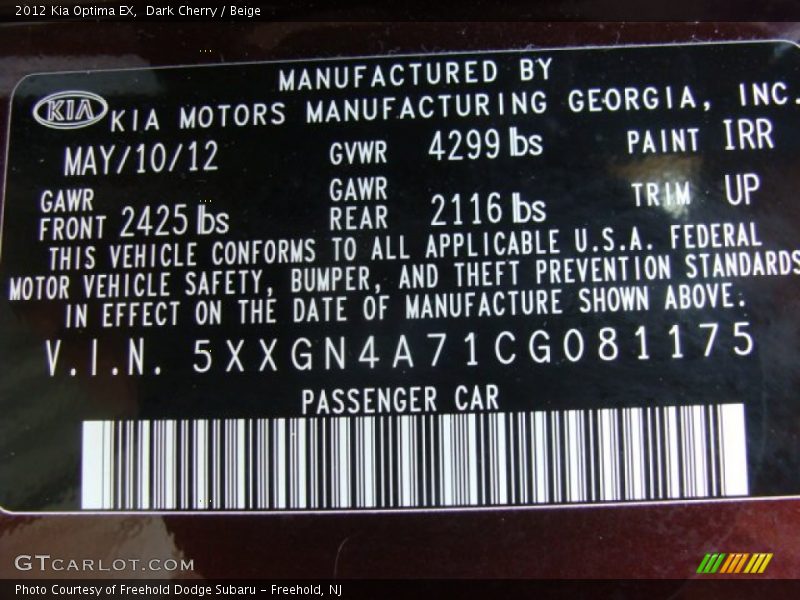 2012 Kia Optima EX, Dark Cherry / Beige
MANUFACTURED BY
KIA KIA MOTORS MANUFACTURING GEORGIA, INC.
MAY/10/12 GVWR 4299 lbs PAINT IRR
GAWR FRONT 2425 lbs GAWR REAR 2116 lbs TRIM UP
THIS VEHICLE CONFORMS TO ALL APPLICABLE U.S.A. FEDERAL
MOTOR VEHICLE SAFETY, BUMPER, AND THEFT PREVENTION STANDARDS
IN EFFECT ON THE DATE OF MANUFACTURE SHOWN ABOVE.
V.I.N. 5XXGN4A71CG081175
PASSENGER CAR
GTCARLOT.COM
Photo Courtesy of Freehold Dodge Subaru - Freehold, NJ